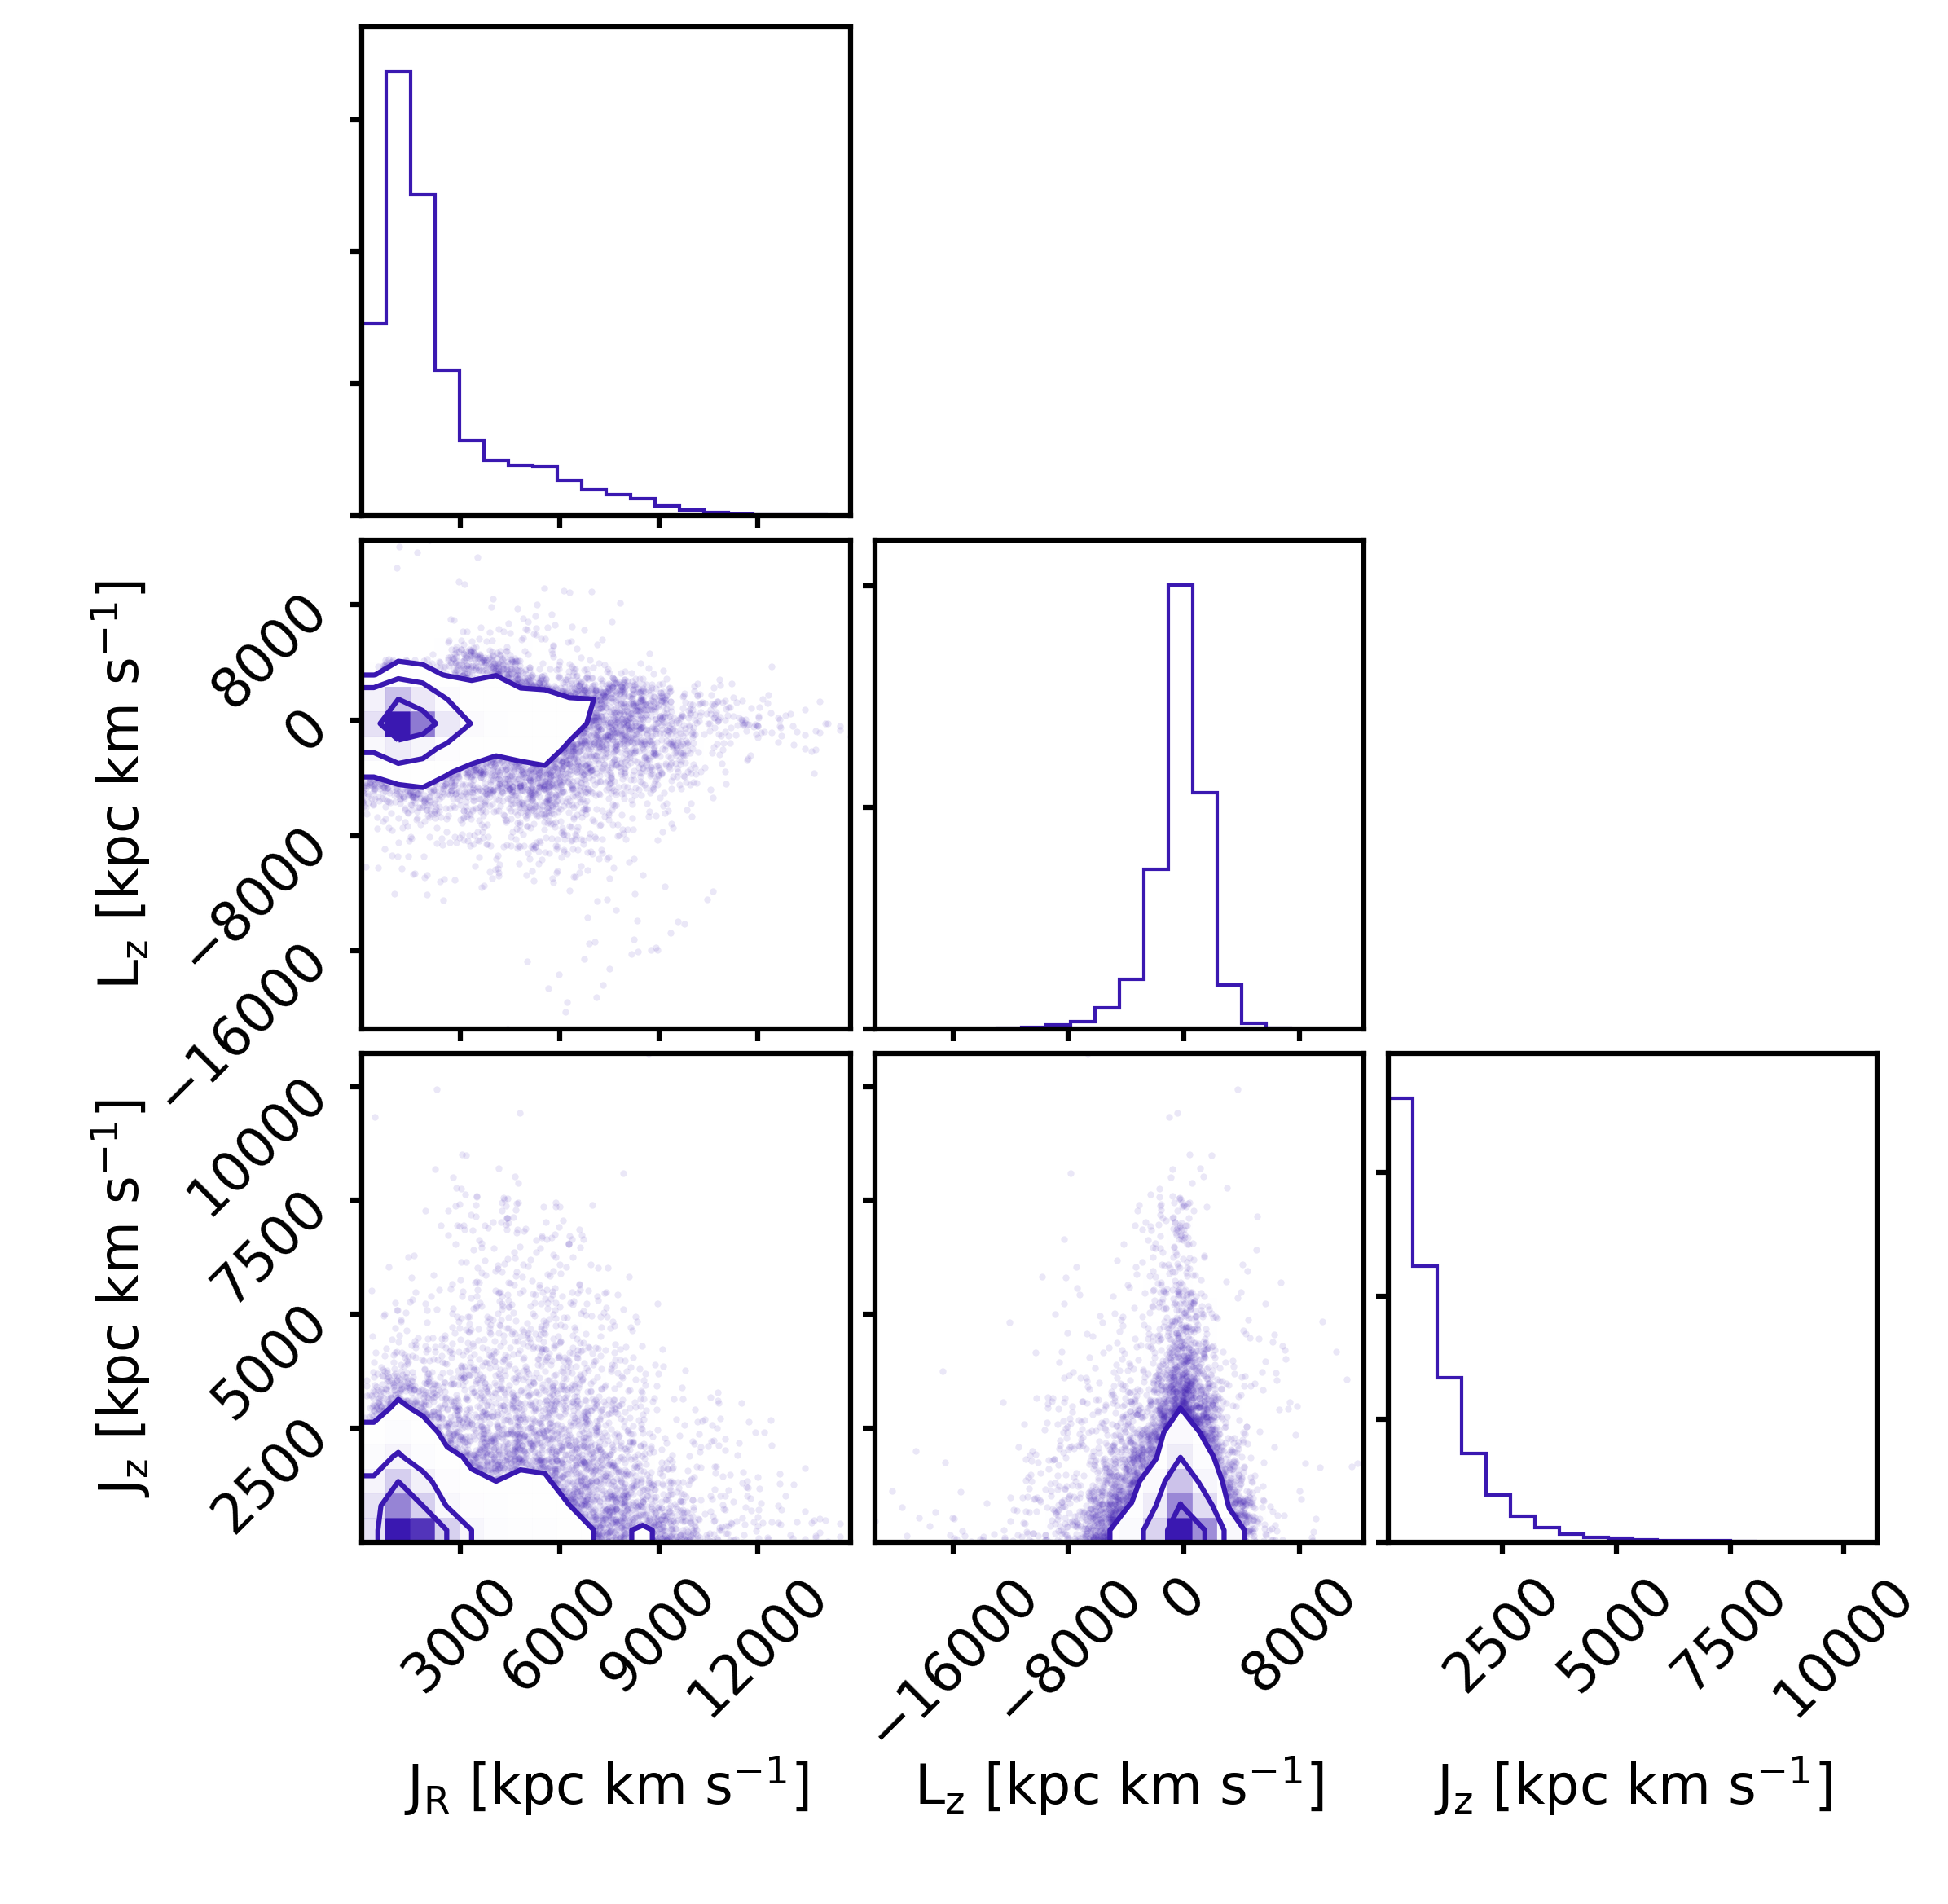 L_z [kpc km s⁻¹]
8000
0
−8000
−16000
J_z [kpc km s⁻¹]
10000
7500
5000
2500
3000 6000 9000 12000
−16000 −8000 0 8000
2500 5000 7500 10000
J_R [kpc km s⁻¹]
L_z [kpc km s⁻¹]
J_z [kpc km s⁻¹]